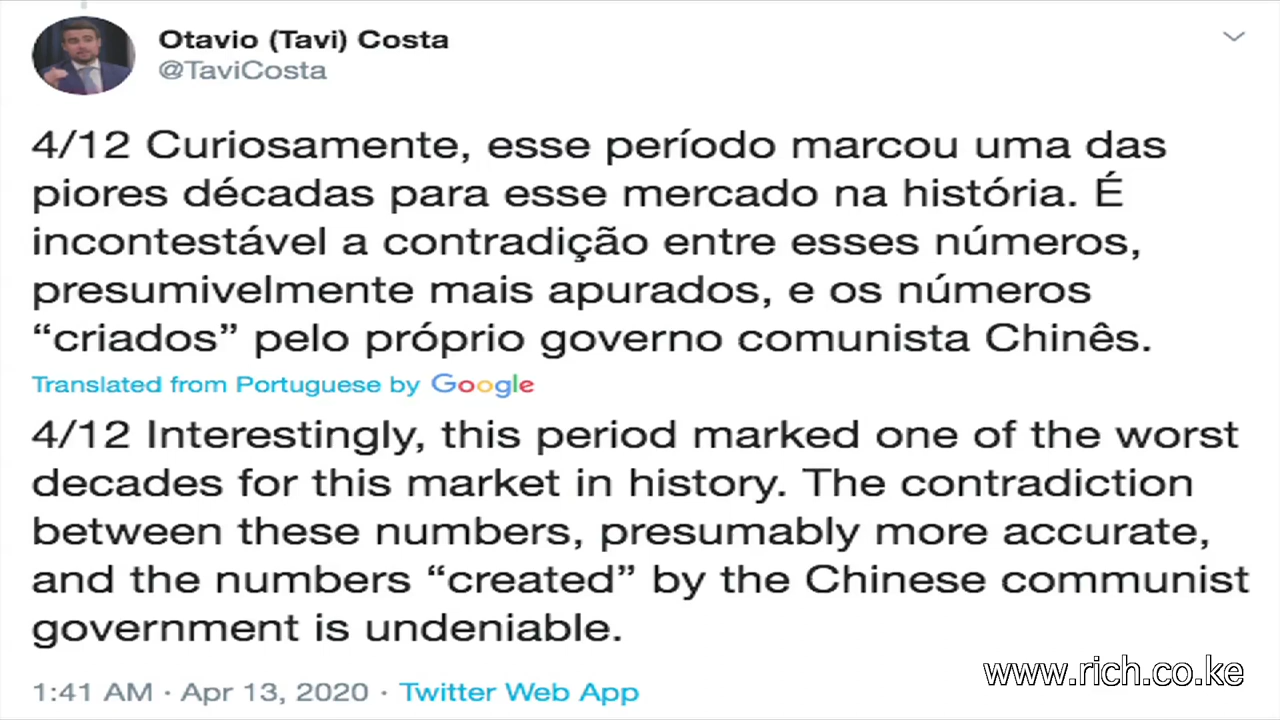 Otavio (Tavi) Costa
@TaviCosta
4/12 Curiosamente, esse período marcou uma das
piores décadas para esse mercado na história. É
incontestável a contradição entre esses números,
presumivelmente mais apurados, e os números
“criados” pelo próprio governo comunista Chinês.
Translated from Portuguese by Google
4/12 Interestingly, this period marked one of the worst
decades for this market in history. The contradiction
between these numbers, presumably more accurate,
and the numbers “created” by the Chinese communist
government is undeniable.
1:41 AM · Apr 13, 2020 · Twitter Web App
www.rich.co.ke